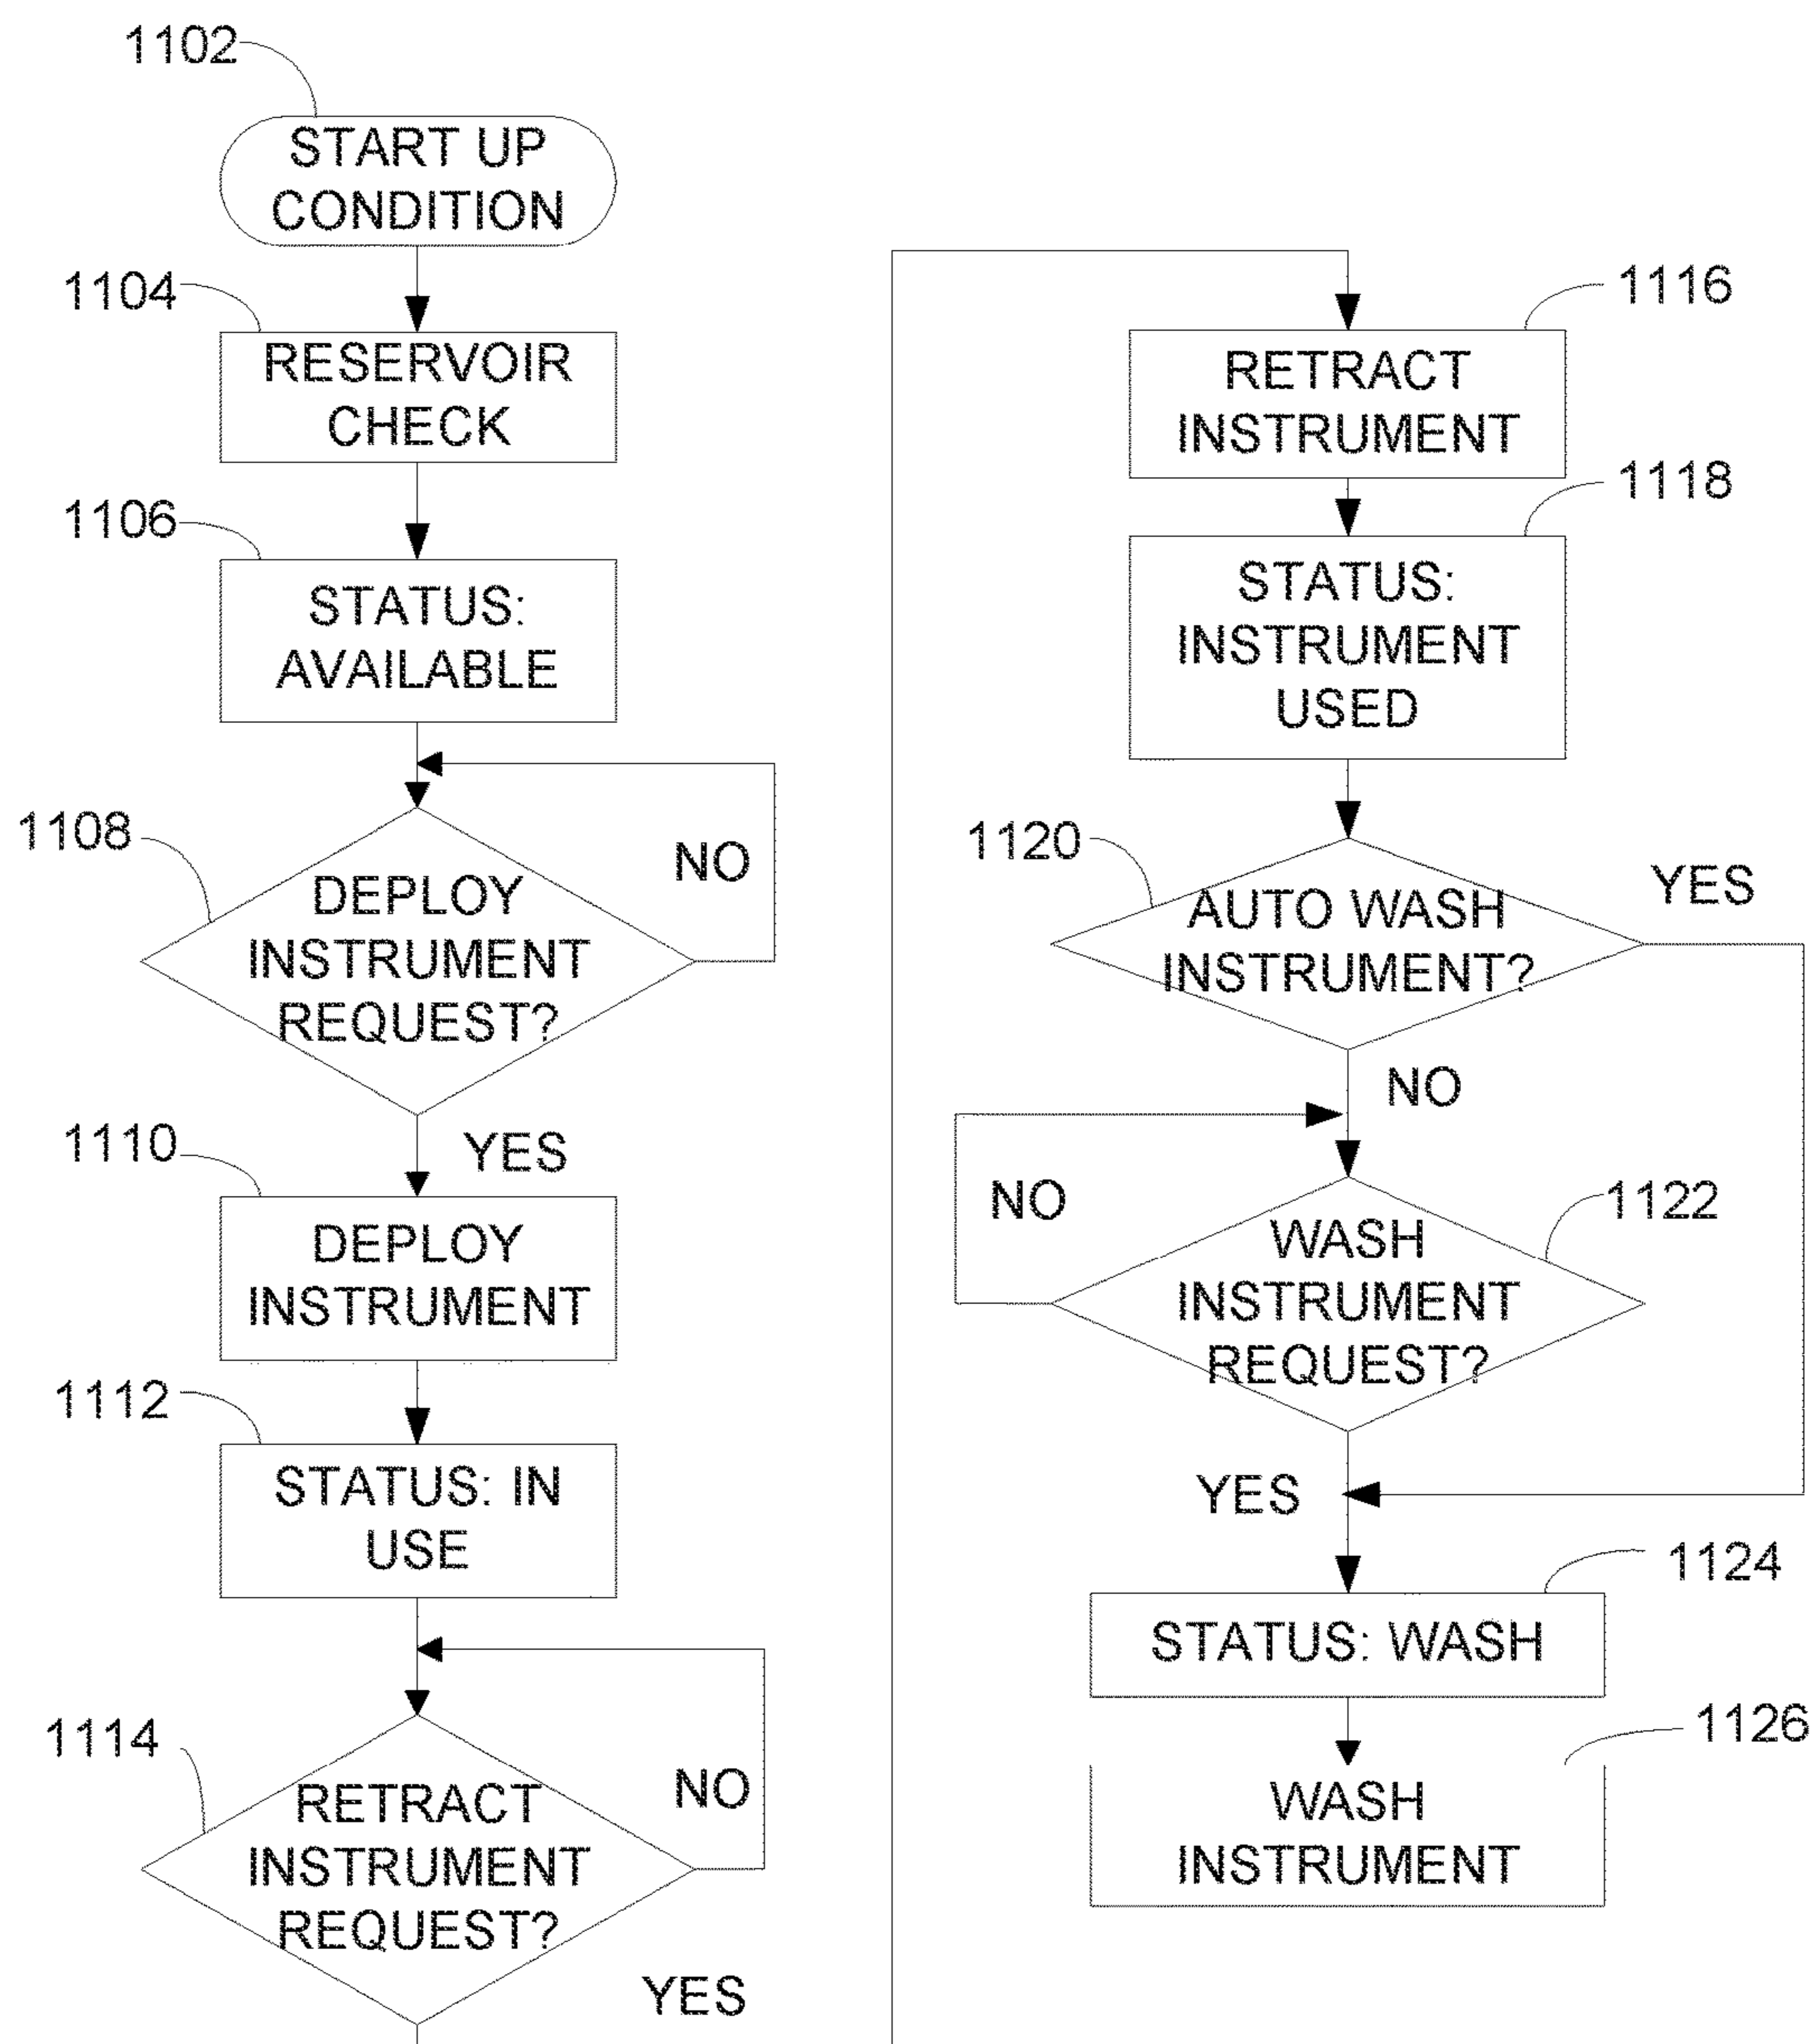 1102
START UP
CONDITION
1104
RESERVOIR
CHECK
1106
STATUS:
AVAILABLE
1108
NO
DEPLOY
INSTRUMENT
REQUEST?
YES
1110
DEPLOY
INSTRUMENT
1112
STATUS: IN
USE
1114
NO
RETRACT
INSTRUMENT
REQUEST?
YES
1116
RETRACT
INSTRUMENT
1118
STATUS:
INSTRUMENT
USED
1120
YES
AUTO WASH
INSTRUMENT?
NO
NO
1122
WASH
INSTRUMENT
REQUEST?
YES
1124
STATUS: WASH
1126
WASH
INSTRUMENT